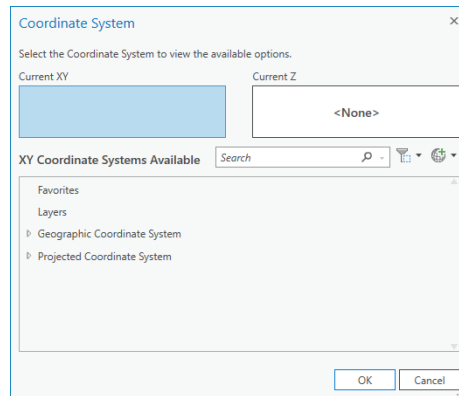 Coordinate System
Select the Coordinate System to view the available options.
Current XY
Current Z
<None>
XY Coordinate Systems Available
Search
Favorites
Layers
Geographic Coordinate System
Projected Coordinate System
OK
Cancel